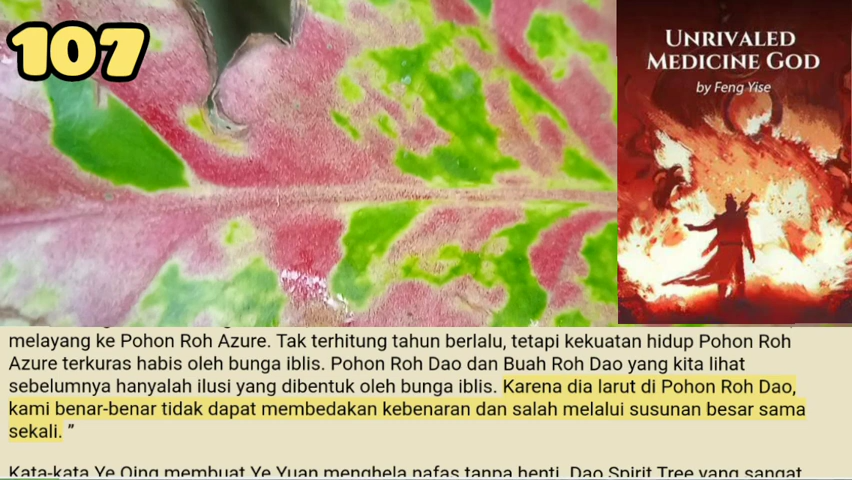 107
UNRIVALED
MEDICINE GOD
by Feng Yise
melayang ke Pohon Roh Azure. Tak terhitung tahun berlalu, tetapi kekuatan hidup Pohon Roh
Azure terkuras habis oleh bunga iblis. Pohon Roh Dao dan Buah Roh Dao yang kita lihat
sebelumnya hanyalah ilusi yang dibentuk oleh bunga iblis. Karena dia larut di Pohon Roh Dao,
kami benar-benar tidak dapat membedakan kebenaran dan salah melalui susunan besar sama
sekali. ”
Kata-kata Ye Qing membuat Ye Yuan menghela nafas tanpa henti. Dao Spirit Tree yang sangat